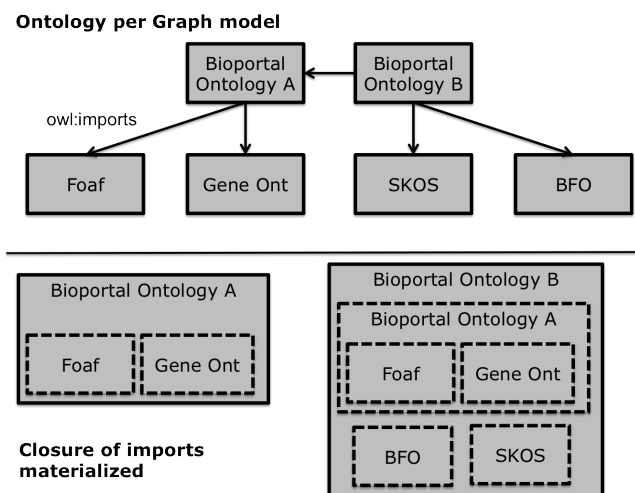 Ontology per Graph model
Bioportal
Ontology A
Bioportal
Ontology B
owl:imports
Foaf
Gene Ont
SKOS
BFO
Bioportal Ontology A
Foaf
Gene Ont
Closure of imports
materialized
Bioportal Ontology B
Bioportal Ontology A
Foaf
Gene Ont
BFO
SKOS